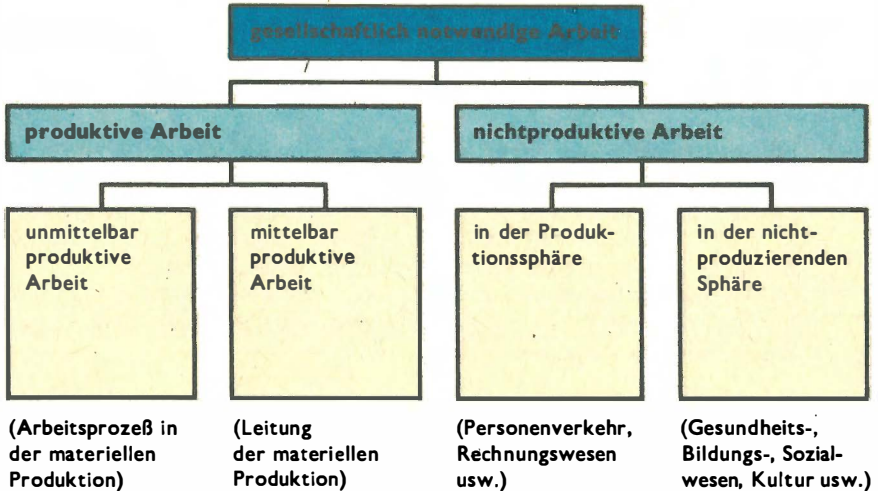 gesellschaftlich notwendige Arbeit
produktive Arbeit
nichtproduktive Arbeit
unmittelbar
produktive
Arbeit
mittelbar
produktive
Arbeit
in der Produk-
tionssphäre
in der nicht-
produzierenden
Sphäre
(Arbeitsprozeß in
der materiellen
Produktion)
(Leitung
der materiellen
Produktion)
(Personenverkehr,
Rechnungswesen
usw.)
(Gesundheits-,
Bildungs-, Sozial-
wesen, Kultur usw.)